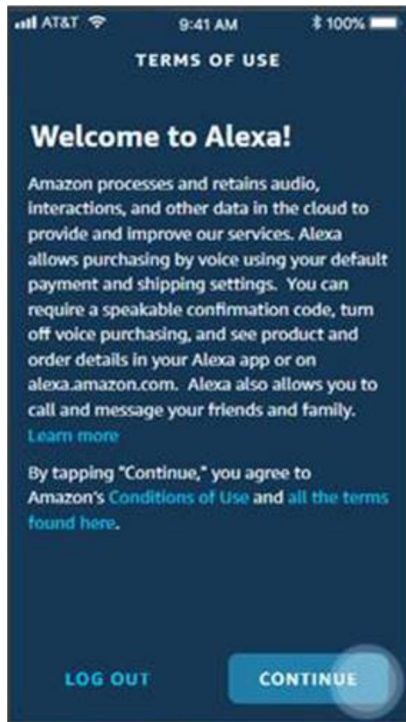 AT&T 9:41 AM 100%
TERMS OF USE
Welcome to Alexa!
Amazon processes and retains audio,
interactions, and other data in the cloud to
provide and improve our services. Alexa
allows purchasing by voice using your default
payment and shipping settings.  You can
require a speakable confirmation code, turn
off voice purchasing, and see product and
order details in your Alexa app or on
alexa.amazon.com.  Alexa also allows you to
call and message your friends and family.
Learn more
By tapping "Continue," you agree to
Amazon's Conditions of Use and all the terms
found here.
LOG OUT CONTINUE